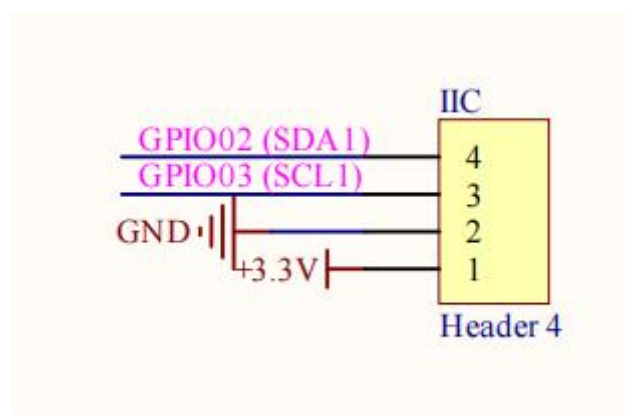 IIC
GPIO02 (SDA1) 4
GPIO03 (SCL1) 3
GND 2
+3.3V 1
Header 4